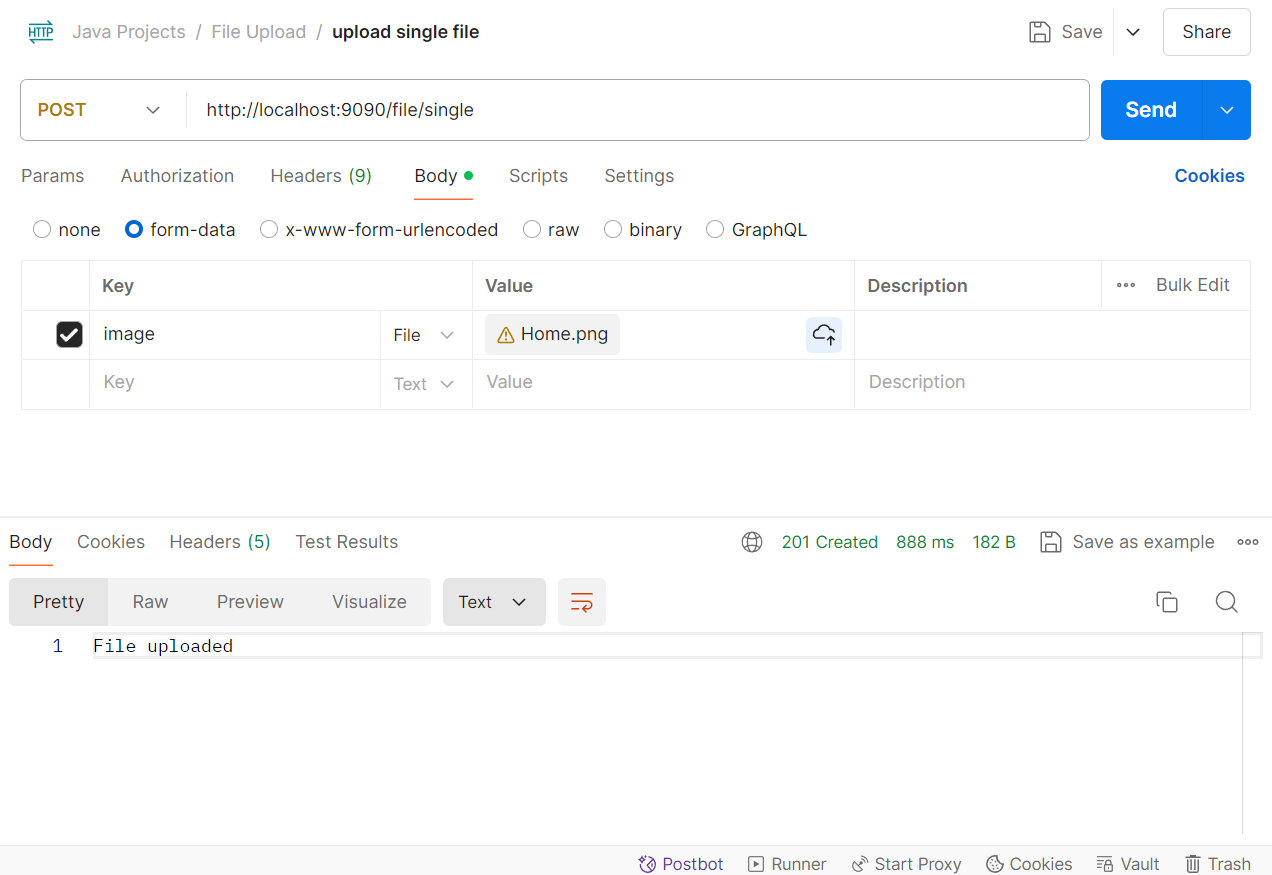 HTTP Java Projects / File Upload / upload single file Save Share
POST http://localhost:9090/file/single Send
Params Authorization Headers (9) Body Scripts Settings Cookies
none form-data x-www-form-urlencoded raw binary GraphQL
Key Value Description Bulk Edit
image File Home.png
Key Text Value Description
Body Cookies Headers (5) Test Results 201 Created 888 ms 182 B Save as example
Pretty Raw Preview Visualize Text
1 File uploaded
Postbot Runner Start Proxy Cookies Vault Trash